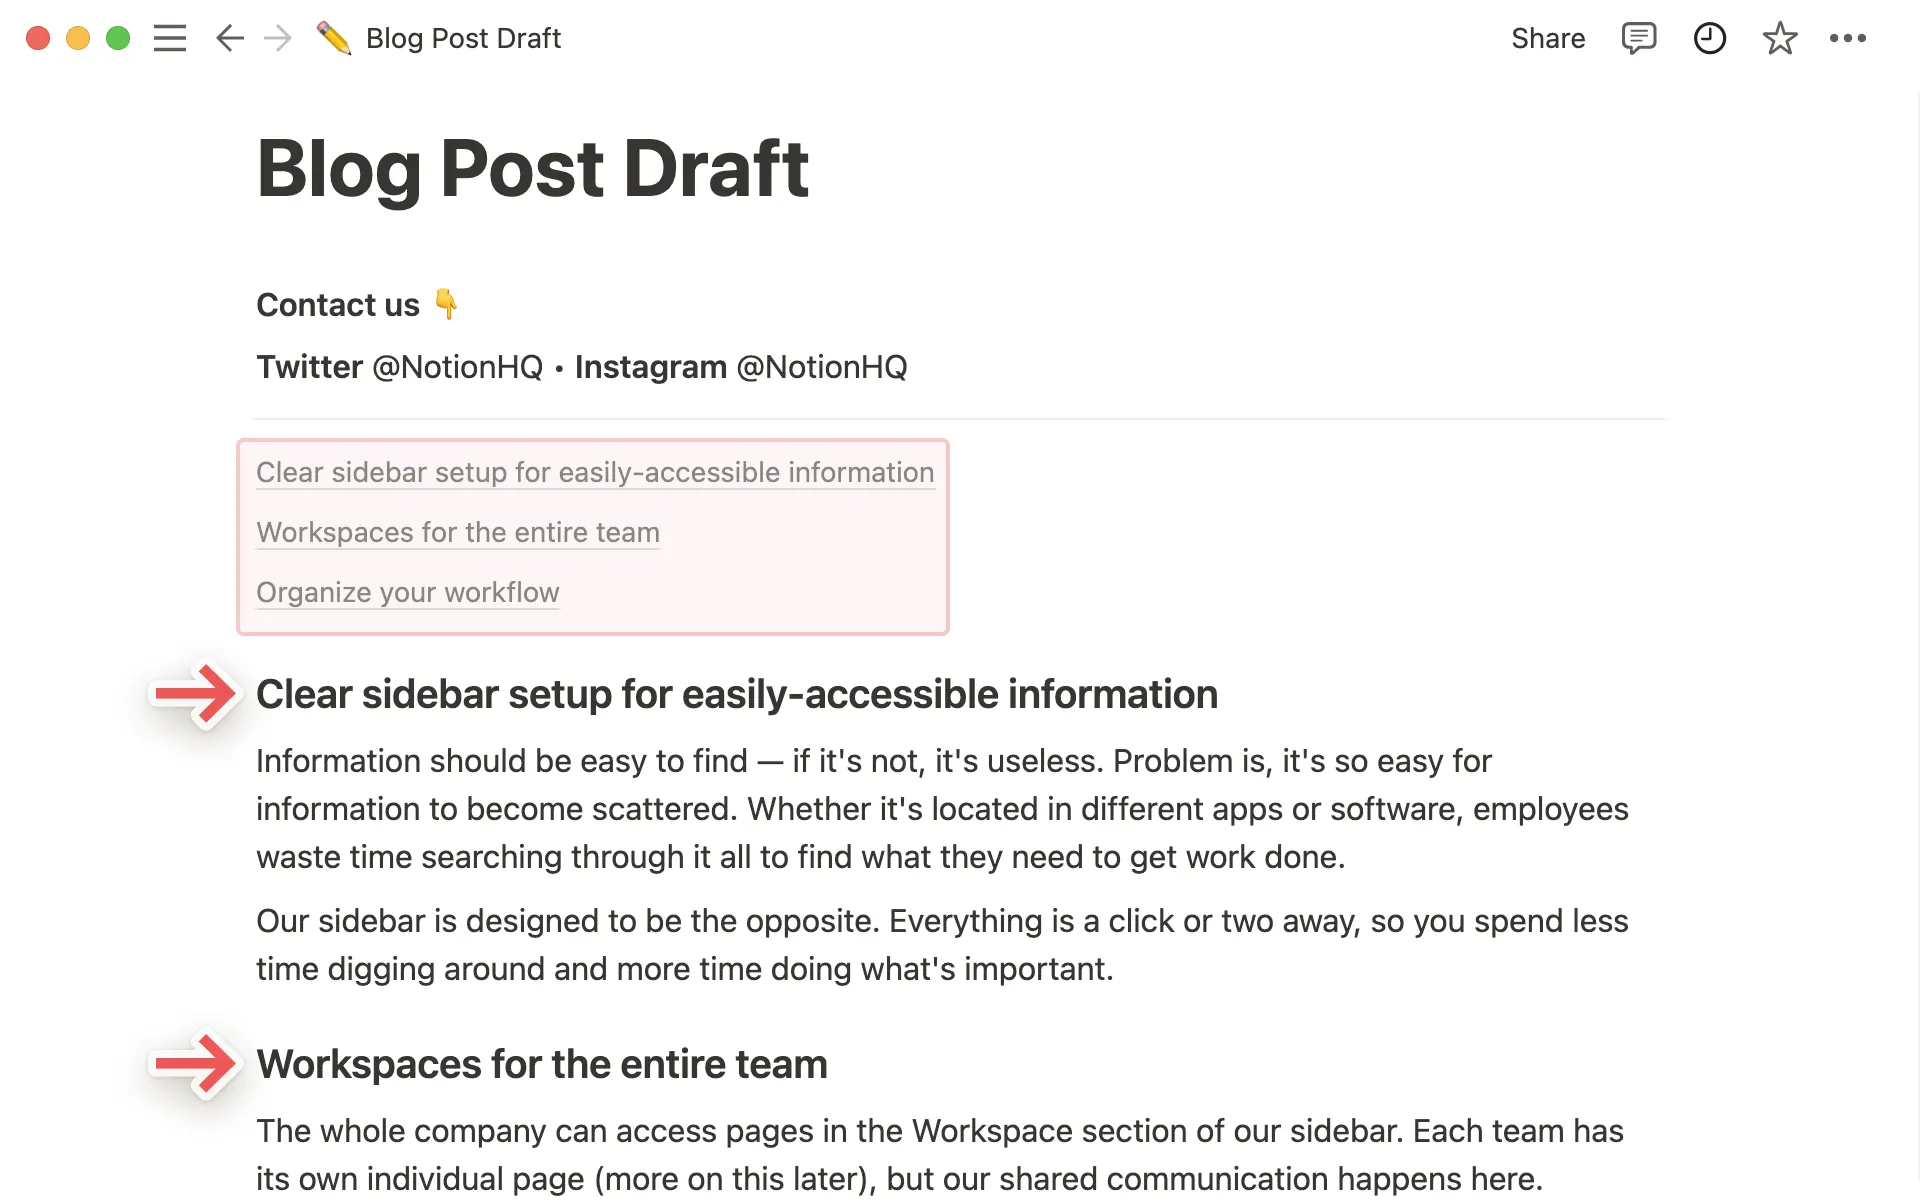 Blog Post Draft
Share
Blog Post Draft
Contact us 👇
Twitter @NotionHQ • Instagram @NotionHQ
Clear sidebar setup for easily-accessible information
Workspaces for the entire team
Organize your workflow
Clear sidebar setup for easily-accessible information
Information should be easy to find — if it's not, it's useless. Problem is, it's so easy for
information to become scattered. Whether it's located in different apps or software, employees
waste time searching through it all to find what they need to get work done.
Our sidebar is designed to be the opposite. Everything is a click or two away, so you spend less
time digging around and more time doing what's important.
Workspaces for the entire team
The whole company can access pages in the Workspace section of our sidebar. Each team has
its own individual page (more on this later), but our shared communication happens here.